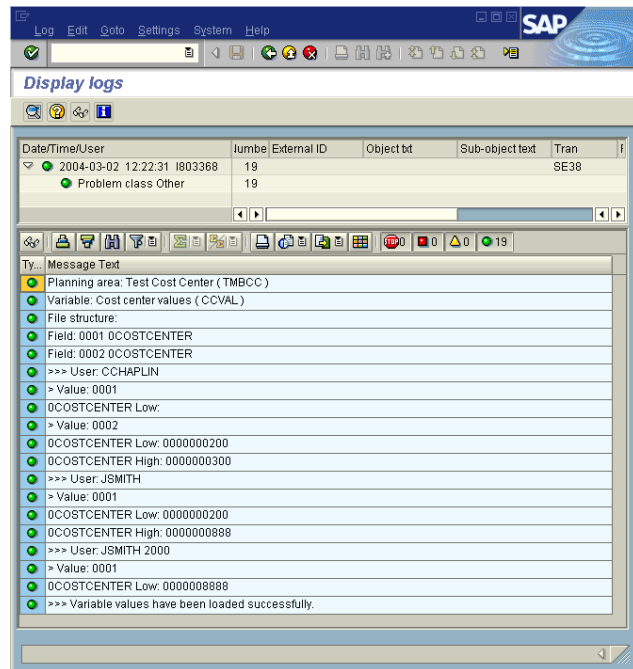 Log Edit Goto Settings System Help
SAP
Display logs
Date/Time/User Numbe External ID Object txt Sub-object text Tran
2004-03-02 12:22:31 I803368 19 SE38
Problem class Other 19
0 0 0 19
Ty... Message Text
Planning area: Test Cost Center ( TMBCC )
Variable: Cost center values ( CCVAL )
File structure:
Field: 0001 0COSTCENTER
Field: 0002 0COSTCENTER
>>> User: CCHAPLIN
> Value: 0001
0COSTCENTER Low:
> Value: 0002
0COSTCENTER Low: 0000000200
0COSTCENTER High: 0000000300
>>> User: JSMITH
> Value: 0001
0COSTCENTER Low: 0000000200
0COSTCENTER High: 0000000888
>>> User: JSMITH 2000
> Value: 0001
0COSTCENTER Low: 0000008888
>>> Variable values have been loaded successfully.